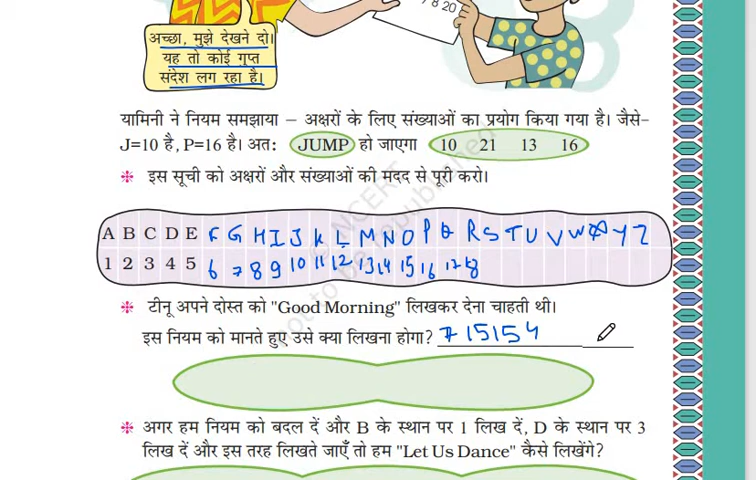 7 8 20
अच्छा, मुझे देखने दो।
यह तो कोई गुप्त
संदेश लग रहा है।
यामिनी ने नियम समझाया – अक्षरों के लिए संख्याओं का प्रयोग किया गया है। जैसे-
J=10 है, P=16 है। अतः JUMP हो जाएगा 10 21 13 16
इस सूची को अक्षरों और संख्याओं की मदद से पूरी करो।
A B C D E F G H I J K L M N O P Q R S T U V W X Y Z
1 2 3 4 5 6 7 8 9 10 11 12 13 14 15 16 17 18
टीनू अपने दोस्त को "Good Morning" लिखकर देना चाहती थी।
इस नियम को मानते हुए उसे क्या लिखना होगा? 7 15 15 4
अगर हम नियम को बदल दें और B के स्थान पर 1 लिख दें, D के स्थान पर 3
लिख दें और इस तरह लिखते जाएँ तो हम "Let Us Dance" कैसे लिखेंगे?